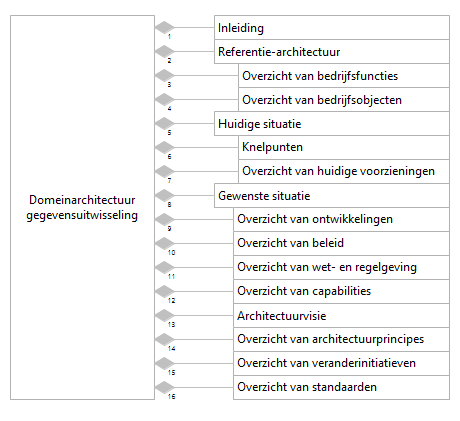 Domeinarchitectuur
gegevensuitwisseling
1 Inleiding
2 Referentie-architectuur
3 Overzicht van bedrijfsfuncties
4 Overzicht van bedrijfsobjecten
5 Huidige situatie
6 Knelpunten
7 Overzicht van huidige voorzieningen
8 Gewenste situatie
9 Overzicht van ontwikkelingen
10 Overzicht van beleid
11 Overzicht van wet- en regelgeving
12 Overzicht van capabilities
13 Architectuurvisie
14 Overzicht van architectuurprincipes
15 Overzicht van veranderinitiatieven
16 Overzicht van standaarden